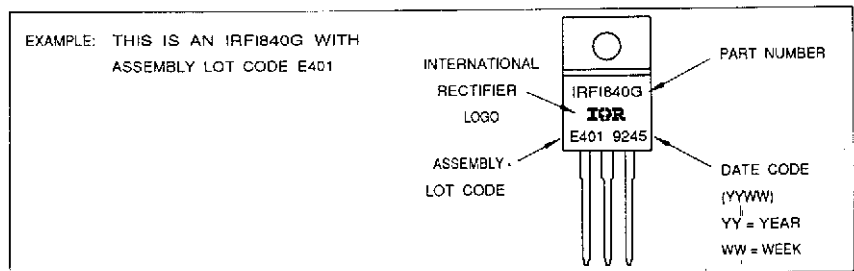 EXAMPLE: THIS IS AN IRFI840G WITH
ASSEMBLY LOT CODE E401
INTERNATIONAL
RECTIFIER
LOGO
ASSEMBLY
LOT CODE
IRFI840G
IOR
E401 9245
PART NUMBER
DATE CODE
(YYWW)
YY = YEAR
WW = WEEK